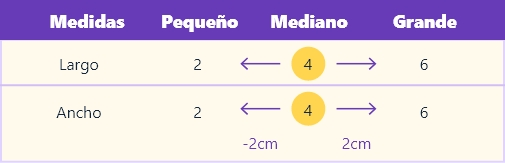 Medidas Pequeño Mediano Grande
Largo 2 4 6
Ancho 2 4 6
-2cm 2cm